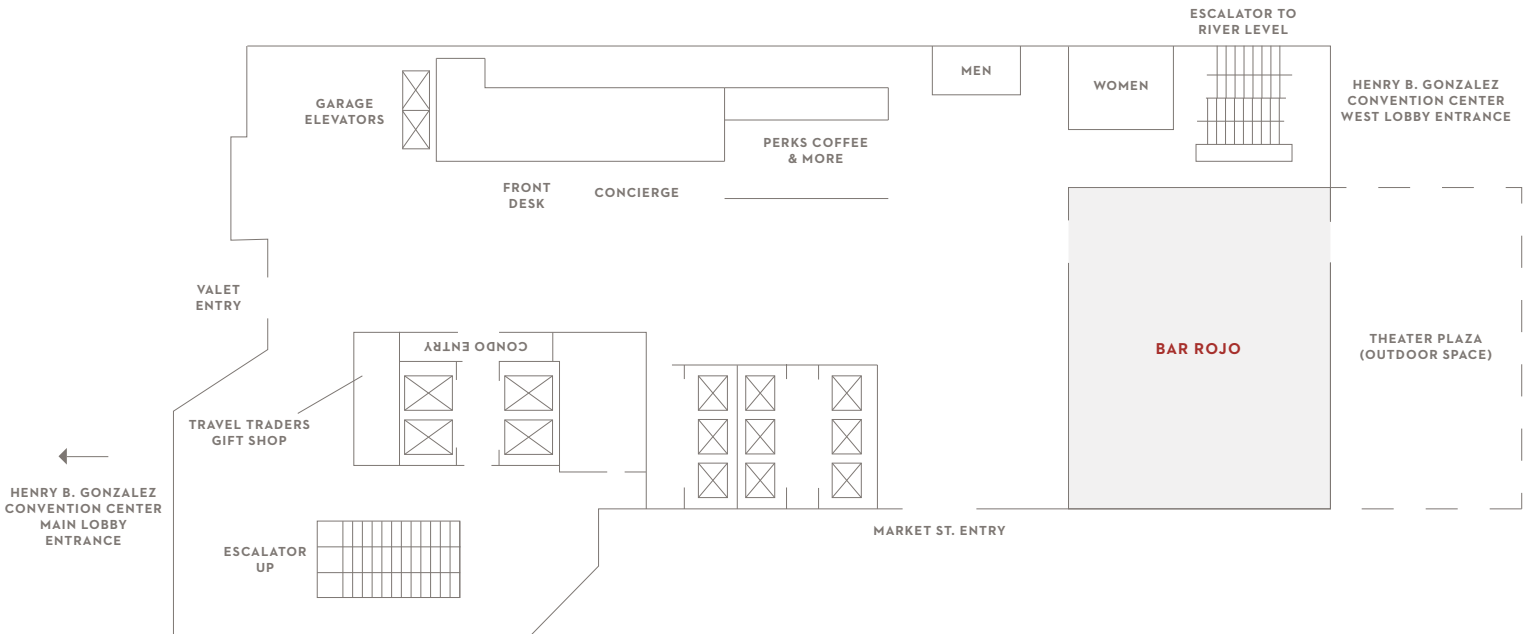 ESCALATOR TO
RIVER LEVEL
MEN
WOMEN
HENRY B. GONZALEZ
CONVENTION CENTER
WEST LOBBY ENTRANCE
GARAGE
ELEVATORS
PERKS COFFEE
& MORE
FRONT
DESK
CONCIERGE
VALET
ENTRY
CONDO ENTRY
BAR ROJO
THEATER PLAZA
(OUTDOOR SPACE)
TRAVEL TRADERS
GIFT SHOP
HENRY B. GONZALEZ
CONVENTION CENTER
MAIN LOBBY
ENTRANCE
MARKET ST. ENTRY
ESCALATOR
UP